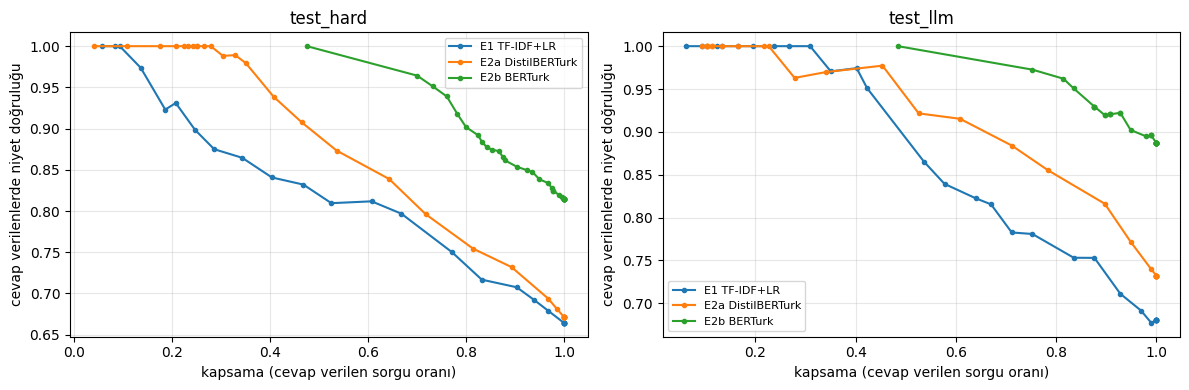 test_hard
cevap verilenlerde niyet doğruluğu
1.00
0.95
0.90
0.85
0.80
0.75
0.70
0.65
E1 TF-IDF+LR
E2a DistilBERTurk
E2b BERTurk
0.0
0.2
0.4
0.6
0.8
1.0
kapsama (cevap verilen sorgu oranı)
test_llm
cevap verilenlerde niyet doğruluğu
1.00
0.95
0.90
0.85
0.80
0.75
0.70
E1 TF-IDF+LR
E2a DistilBERTurk
E2b BERTurk
0.2
0.4
0.6
0.8
1.0
kapsama (cevap verilen sorgu oranı)